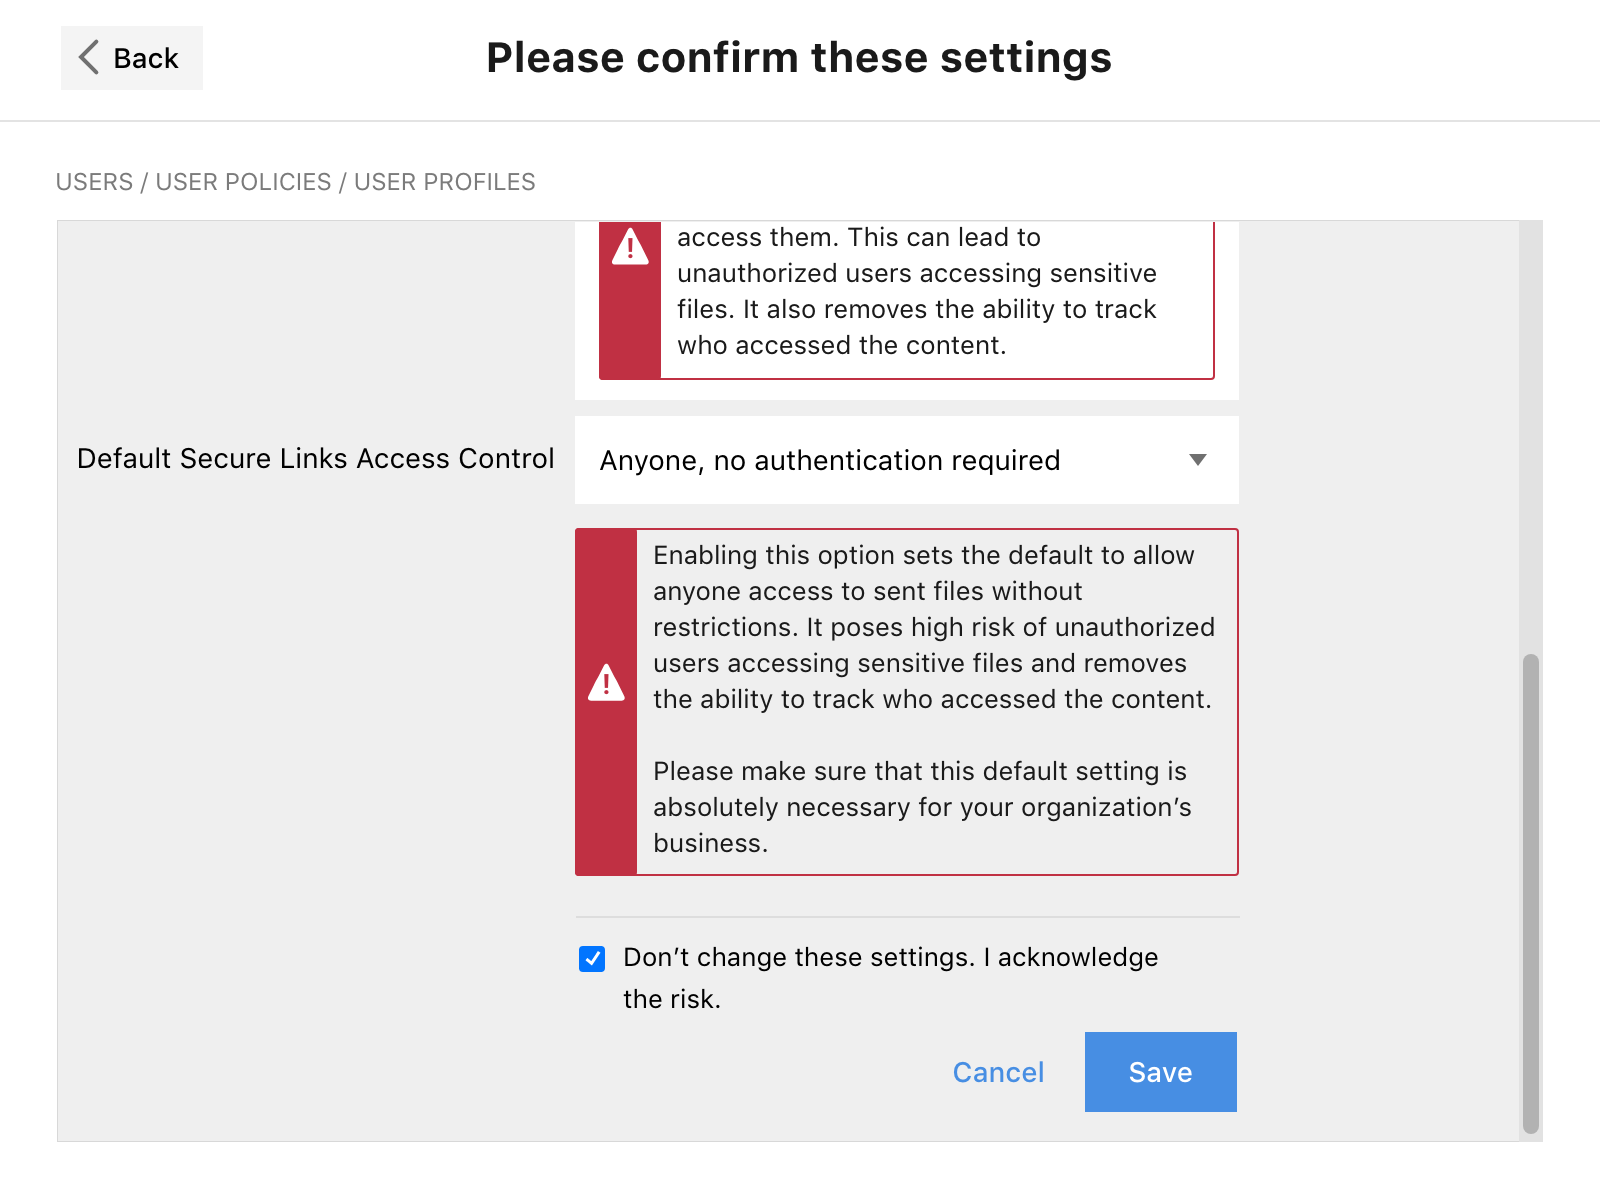 Back
Please confirm these settings
USERS / USER POLICIES / USER PROFILES
access them. This can lead to
unauthorized users accessing sensitive
files. It also removes the ability to track
who accessed the content.
Default Secure Links Access Control
Anyone, no authentication required
Enabling this option sets the default to allow
anyone access to sent files without
restrictions. It poses high risk of unauthorized
users accessing sensitive files and removes
the ability to track who accessed the content.
Please make sure that this default setting is
absolutely necessary for your organization’s
business.
Don’t change these settings. I acknowledge
the risk.
Cancel
Save